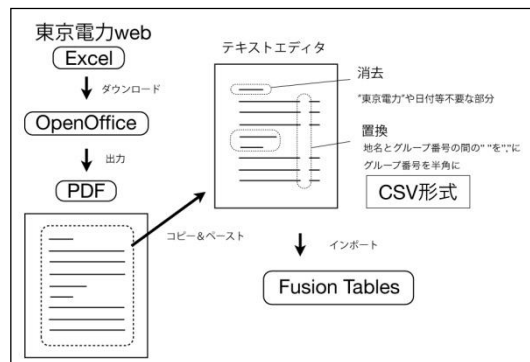 東京電力web
Excel
ダウンロード
OpenOffice
出力
PDF
コピー&ペースト
テキストエディタ
消去
"東京電力"や日付等不要な部分
置換
地名とグループ番号の間の" "を","に
グループ番号を半角に
CSV形式
インポート
Fusion Tables